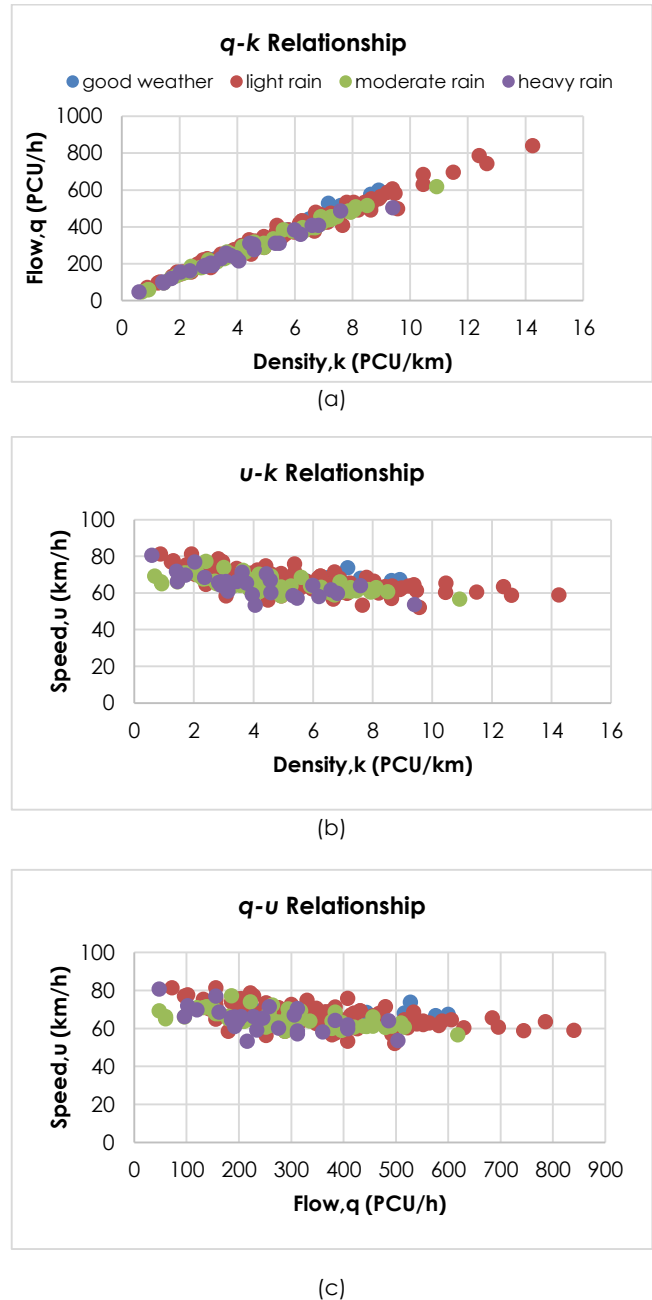 q-k Relationship
good weather light rain moderate rain heavy rain
1000
800
600
400
200
0
Flow,q (PCU/h)
0 2 4 6 8 10 12 14 16
Density,k (PCU/km)
(a)
u-k Relationship
100
80
60
40
20
0
Speed,u (km/h)
0 2 4 6 8 10 12 14 16
Density,k (PCU/km)
(b)
q-u Relationship
100
80
60
40
20
0
Speed,u (km/h)
0 100 200 300 400 500 600 700 800 900
Flow,q (PCU/h)
(c)